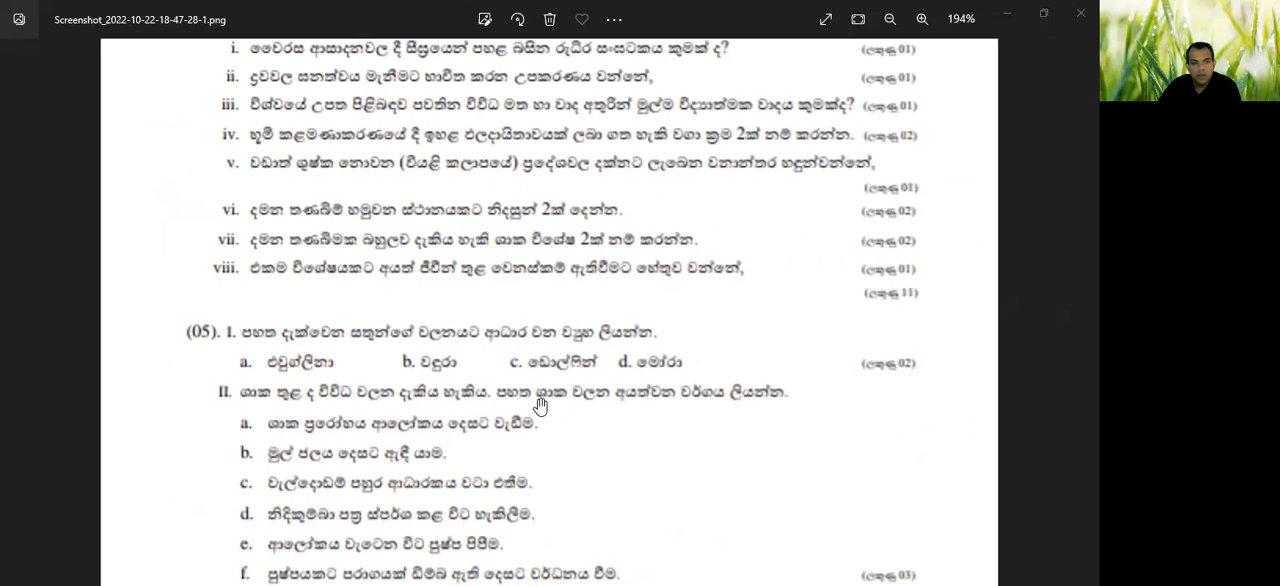 Screenshot_2022-10-22-18-47-28-1.png
194%
i. වෛරස ආසාදනවල දී සීඝ්‍රයෙන් පහළ බසින රුධිර සංඝටකය කුමක් ද? (ලකුණු 01)
ii. ද්‍රවවල ඝනත්වය මැනීමට භාවිත කරන උපකරණය වන්නේ, (ලකුණු 01)
iii. විශ්වයේ උපත පිළිබඳව පවතින විවිධ මත හා වාද අතුරින් මුල්ම විද්‍යාත්මක වාදය කුමක්ද? (ලකුණු 01)
iv. භූමි කළමණාකරණයේ දී ඉහළ ඵලදායිතාවයක් ලබා ගත හැකි වගා ක්‍රම 2ක් නම් කරන්න. (ලකුණු 02)
v. වඩාත් ශුෂ්ක නොවන (වියළි කලාපයේ) ප්‍රදේශවල දක්නට ලැබෙන වනාන්තර හඳුන්වන්නේ,
(ලකුණු 01)
vi. දමන තණබිම් හමුවන ස්ථානයකට නිදසුන් 2ක් දෙන්න. (ලකුණු 02)
vii. දමන තණබිමක බහුලව දැකිය හැකි ශාක විශේෂ 2ක් නම් කරන්න. (ලකුණු 02)
viii. එකම විශේෂයකට අයත් ජීවීන් තුළ වෙනස්කම් ඇතිවීමට හේතුව වන්නේ, (ලකුණු 01)
(ලකුණු 11)
(05). I. පහත දැක්වෙන සතුන්ගේ චලනයට ආධාර වන ව්‍යුහ ලියන්න.
a. එවුග්ලිනා b. වඳුරා c. ඩොල්ෆින් d. මෝරා (ලකුණු 02)
II. ශාක තුළ ද විවිධ චලන දැකිය හැකිය. පහත ශාක චලන අයත්වන වර්ගය ලියන්න.
a. ශාක ප්‍රරෝහය ආලෝකය දෙසට වැඩීම.
b. මුල් ජලය දෙසට ඇදී යාම.
c. වැල්දොඩම් පහුර ආධාරකය වටා එතීම.
d. නිදිකුම්බා පත්‍ර ස්පර්ශ කළ විට හැකිලීම.
e. ආලෝකය වැටෙන විට පුෂ්ප පිපීම.
f. පුෂ්පයකට පරාගයක් ඩිම්බ ඇති දෙසට වර්ධනය වීම. (ලකුණු 03)